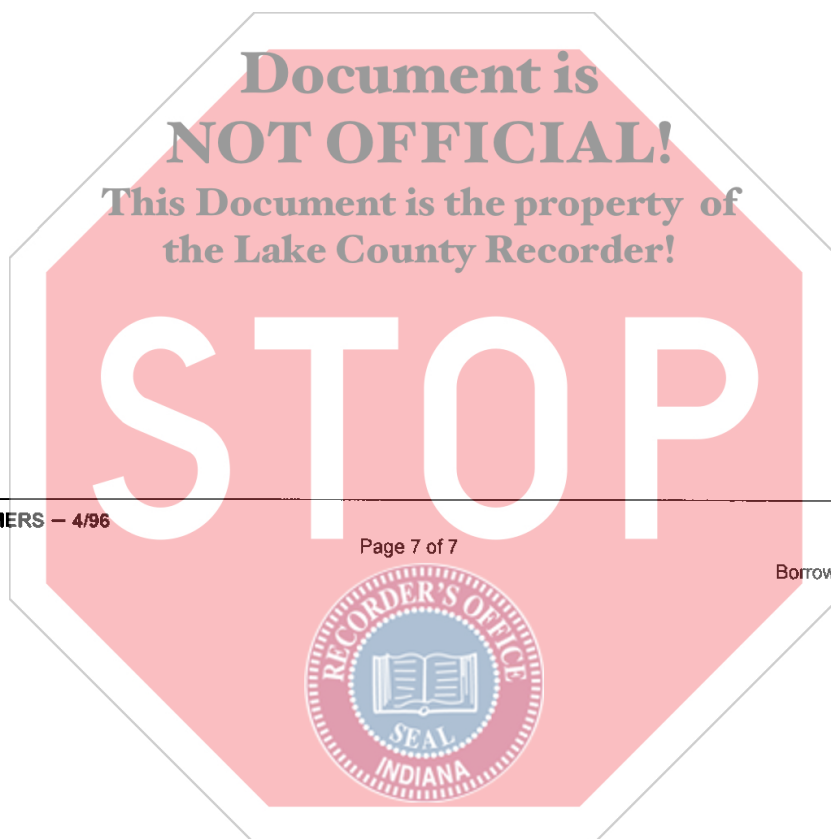 Document is
NOT OFFICIAL!
This Document is the property of
the Lake County Recorder!
STOP
IERS – 4/96
Page 7 of 7
Borrow
RECORDER'S OFFICE
SEAL
INDIANA